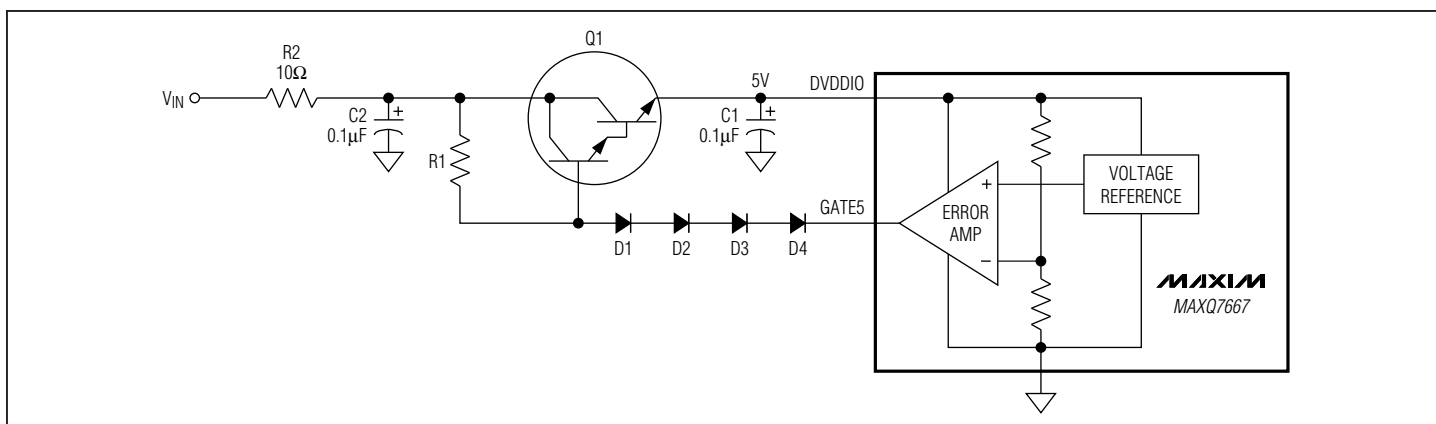 Q1
R2
10Ω
VIN
C2
0.1µF
+
R1
5V
C1
0.1µF
+
DVDDIO
GATE5
D1
D2
D3
D4
+
−
ERROR
AMP
VOLTAGE
REFERENCE
MAXIM
MAXQ7667